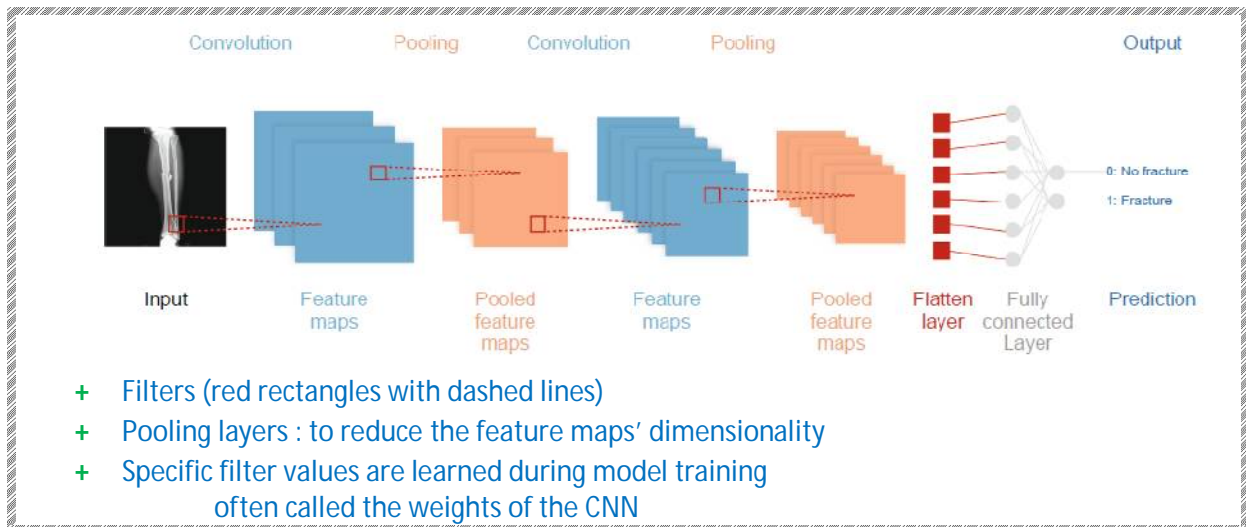 Convolution Pooling Convolution Pooling Output
0: No fracture
1: Fracture
Input Feature Pooled Feature Pooled Flatten Fully Prediction
maps feature maps feature layer connected
maps maps Layer
+ Filters (red rectangles with dashed lines)
+ Pooling layers : to reduce the feature maps’ dimensionality
+ Specific filter values are learned during model training
often called the weights of the CNN